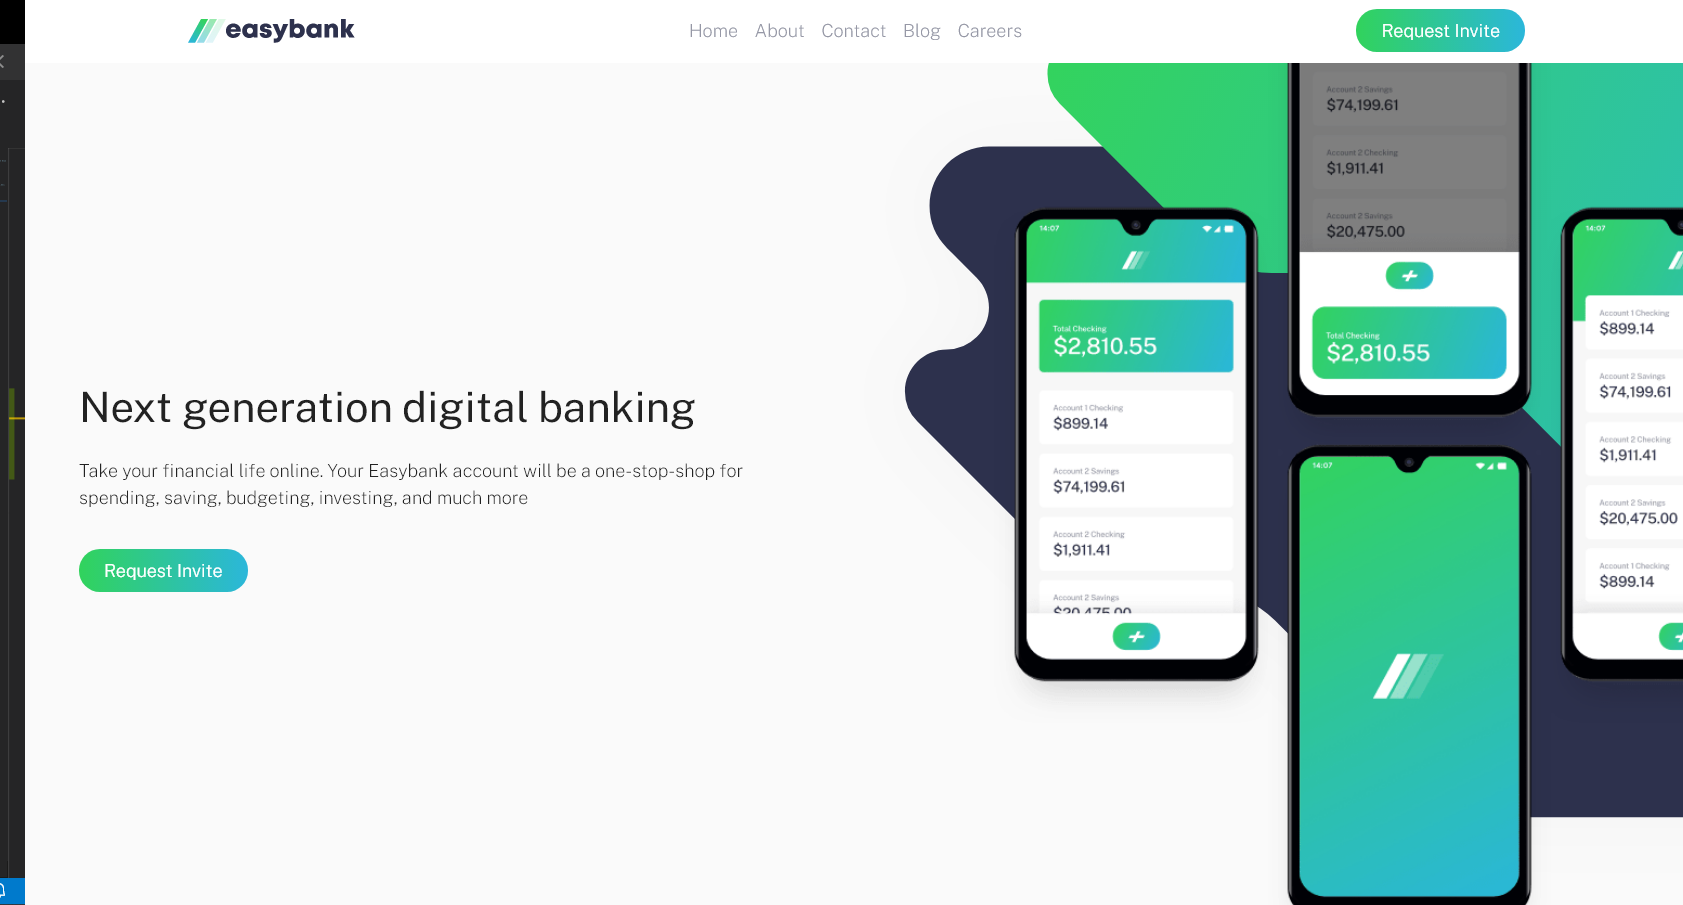 easybank
Home About Contact Blog Careers
Request Invite
Next generation digital banking
Take your financial life online. Your Easybank account will be a one-stop-shop for
spending, saving, budgeting, investing, and much more
Request Invite
14:07
Total Checking
$2,810.55
Account 1 Checking
$899.14
Account 2 Savings
$74,199.61
Account 2 Checking
$1,911.41
Account 2 Savings
$20,475.00
Account 2 Savings
$74,199.61
Account 2 Checking
$1,911.41
Account 2 Savings
$20,475.00
Total Checking
$2,810.55
14:07
14:07
Account 1 Checking
$899.14
Account 2 Savings
$74,199.61
Account 2 Checking
$1,911.41
Account 2 Savings
$20,475.00
Account 1 Checking
$899.14